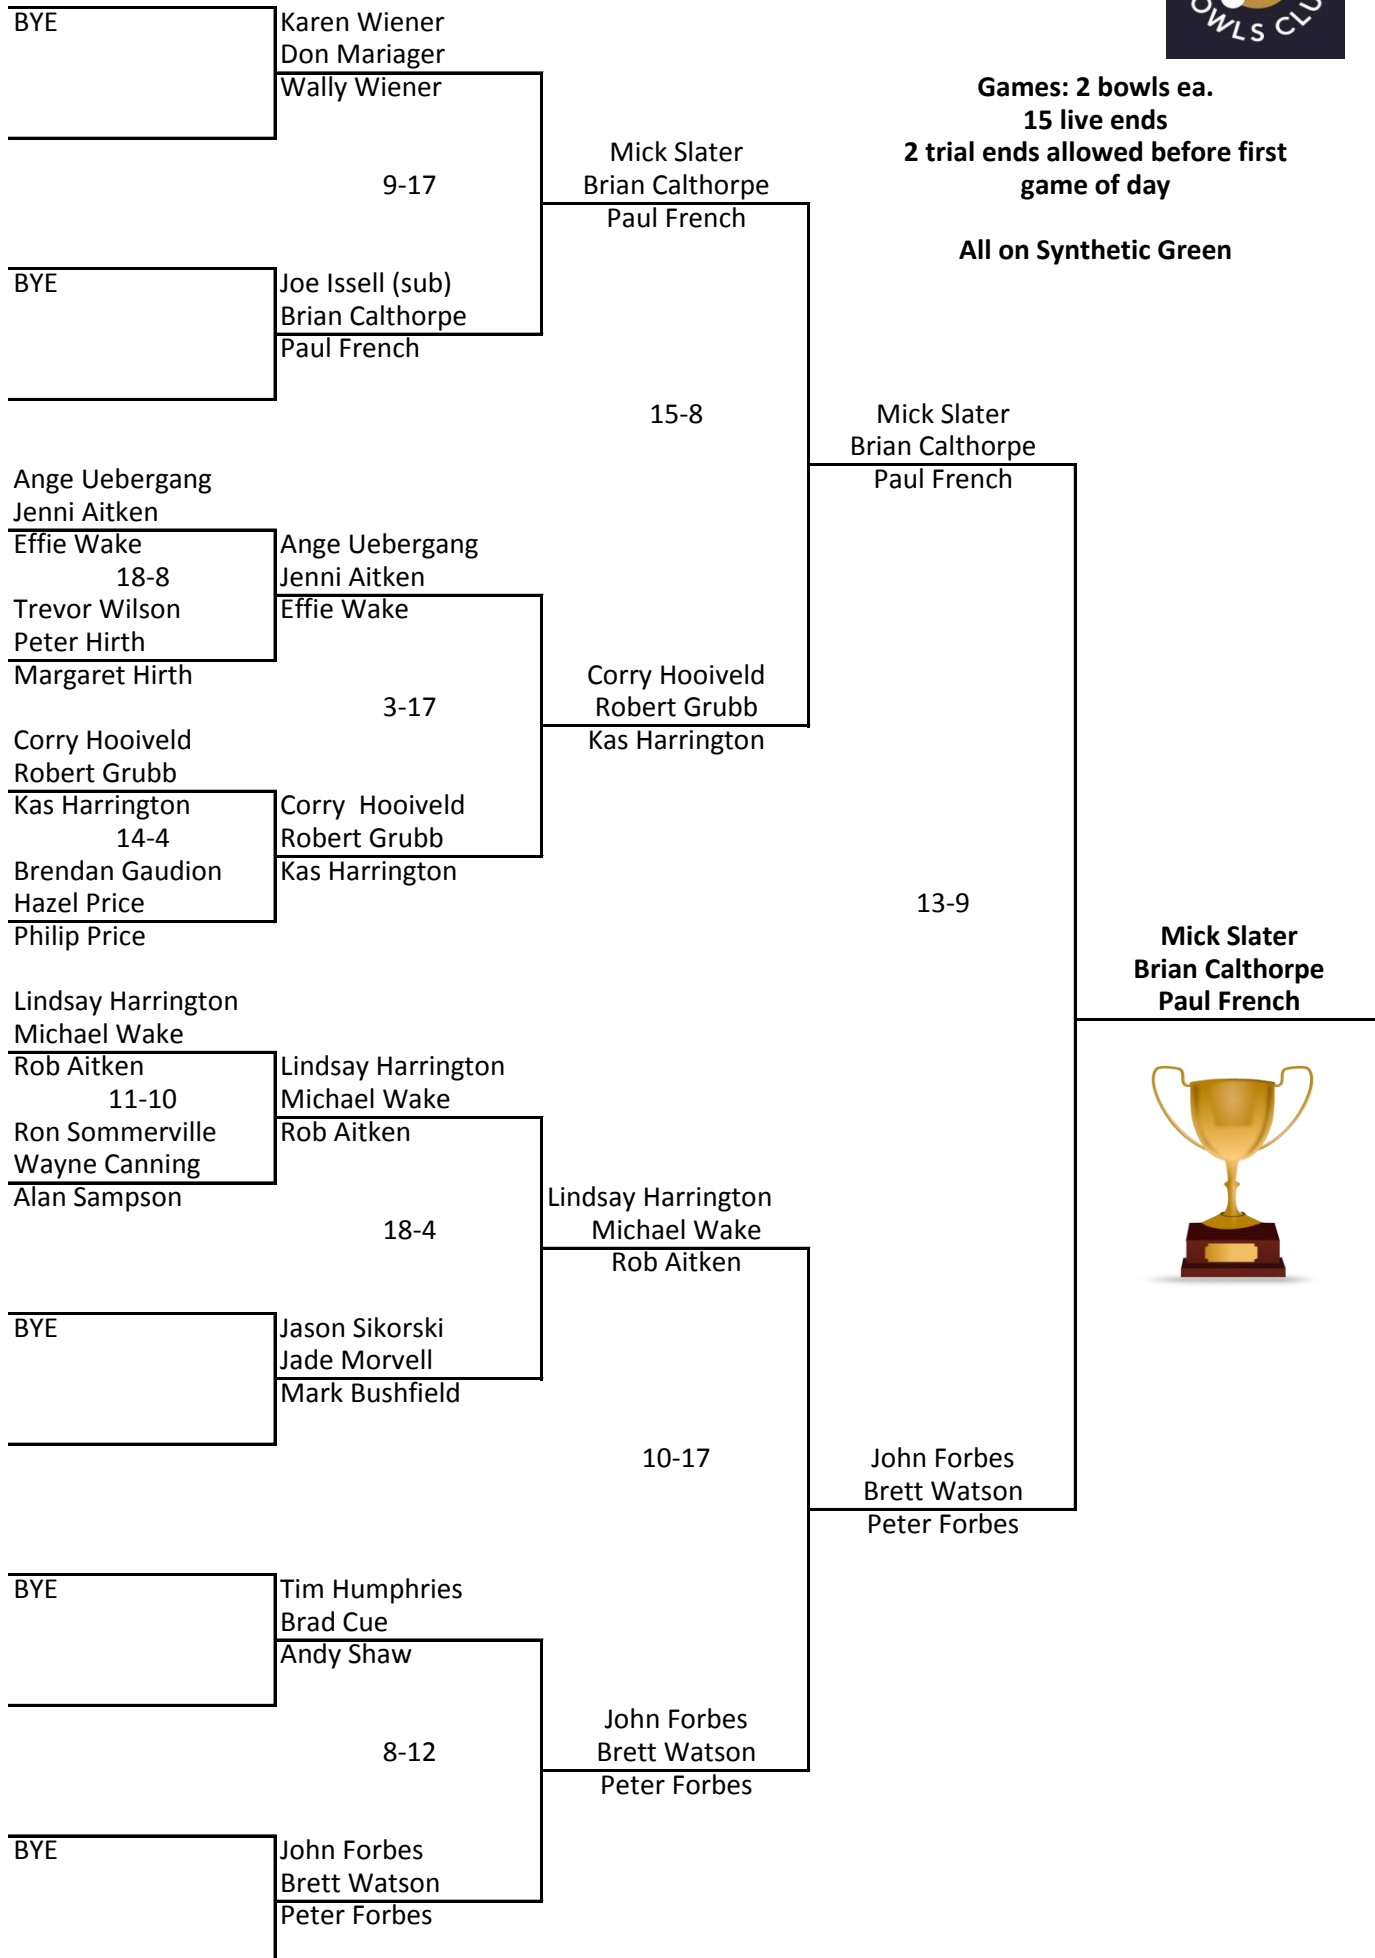 OWLS CLU
Games: 2 bowls ea.
15 live ends
2 trial ends allowed before first
game of day
All on Synthetic Green
BYE
BYE
Ange Uebergang
Jenni Aitken
Effie Wake
18-8
Trevor Wilson
Peter Hirth
Margaret Hirth
Corry Hooiveld
Robert Grubb
Kas Harrington
14-4
Brendan Gaudion
Hazel Price
Philip Price
Lindsay Harrington
Michael Wake
Rob Aitken
11-10
Ron Sommerville
Wayne Canning
Alan Sampson
BYE
BYE
BYE
Karen Wiener
Don Mariager
Wally Wiener
9-17
Joe Issell (sub)
Brian Calthorpe
Paul French
Ange Uebergang
Jenni Aitken
Effie Wake
3-17
Corry  Hooiveld
Robert Grubb
Kas Harrington
Lindsay Harrington
Michael Wake
Rob Aitken
18-4
Jason Sikorski
Jade Morvell
Mark Bushfield
Tim Humphries
Brad Cue
Andy Shaw
8-12
John Forbes
Brett Watson
Peter Forbes
Mick Slater
Brian Calthorpe
Paul French
15-8
Corry Hooiveld
Robert Grubb
Kas Harrington
Lindsay Harrington
Michael Wake
Rob Aitken
10-17
John Forbes
Brett Watson
Peter Forbes
Mick Slater
Brian Calthorpe
Paul French
13-9
John Forbes
Brett Watson
Peter Forbes
Mick Slater
Brian Calthorpe
Paul French